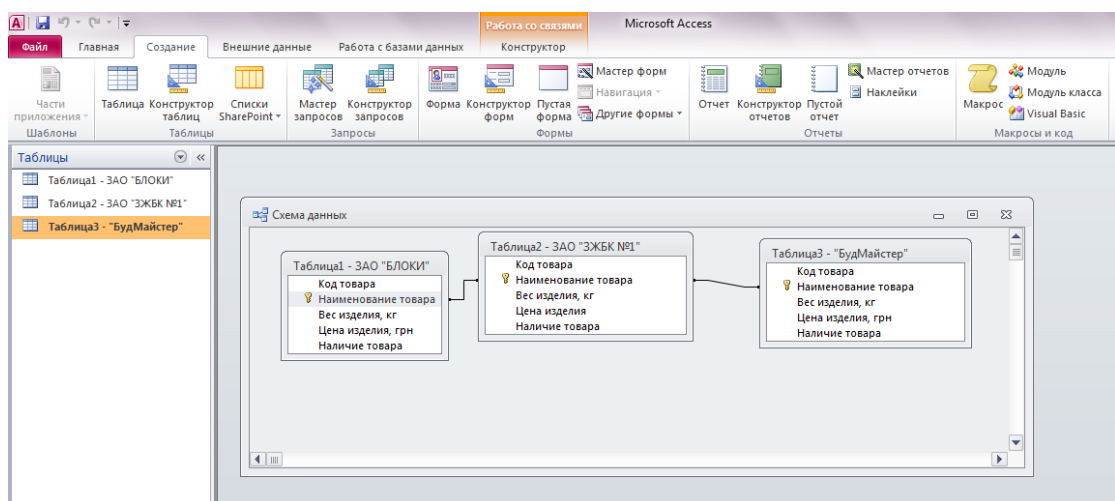 Работа со связями
Microsoft Access
Файл Главная Создание Внешние данные Работа с базами данных Конструктор
Части приложения
Таблица
Конструктор таблиц
Списки SharePoint
Мастер запросов
Конструктор запросов
Форма
Конструктор форм
Пустая форма
Мастер форм
Навигация
Другие формы
Отчет
Конструктор отчетов
Пустой отчет
Мастер отчетов
Наклейки
Макрос
Модуль
Модуль класса
Visual Basic
Шаблоны Таблицы Запросы Формы Отчеты Макросы и код
Таблицы
Таблица1 - ЗАО "БЛОКИ"
Таблица2 - ЗАО "ЗЖБК №1"
Таблица3 - "БудМайстер"
Схема данных
Таблица1 - ЗАО "БЛОКИ"
Код товара
Наименование товара
Вес изделия, кг
Цена изделия, грн
Наличие товара
Таблица2 - ЗАО "ЗЖБК №1"
Код товара
Наименование товара
Вес изделия, кг
Цена изделия
Наличие товара
Таблица3 - "БудМайстер"
Код товара
Наименование товара
Вес изделия, кг
Цена изделия, грн
Наличие товара